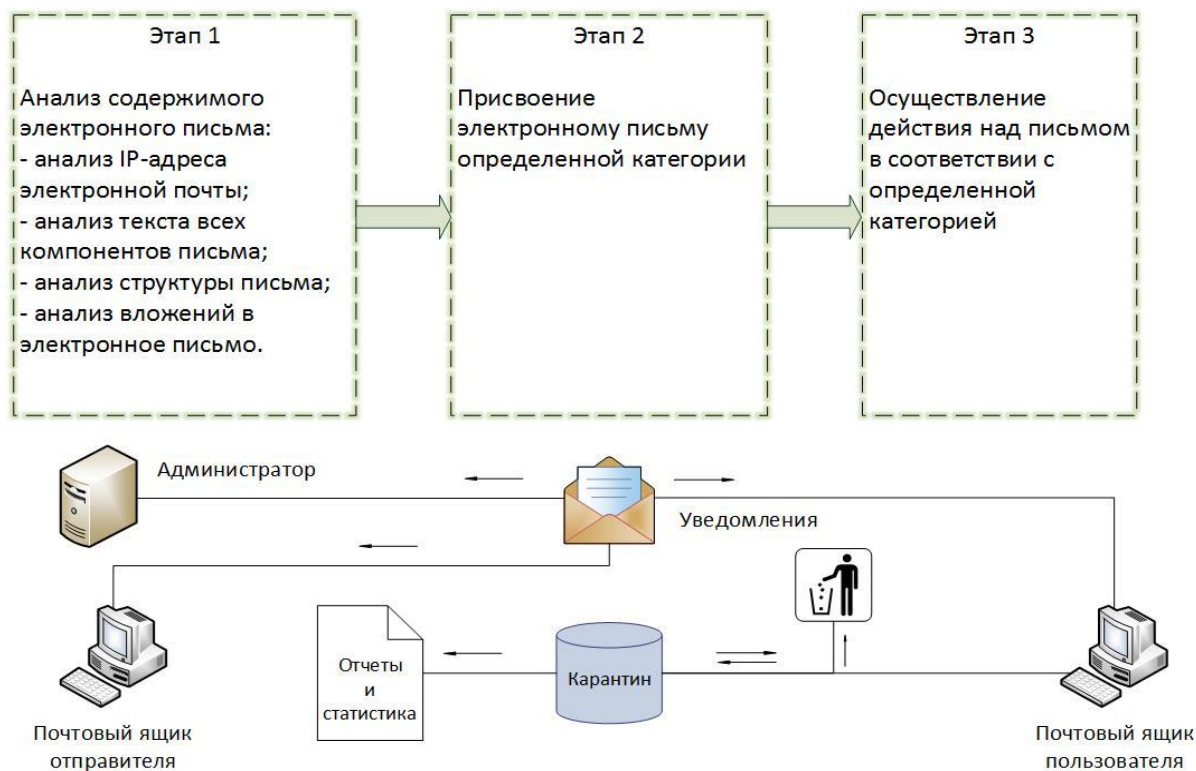 Этап 1
Анализ содержимого
электронного письма:
- анализ IP-адреса
электронной почты;
- анализ текста всех
компонентов письма;
- анализ структуры письма;
- анализ вложений в
электронное письмо.
Этап 2
Присвоение
электронному письму
определенной категории
Этап 3
Осуществление
действия над письмом
в соответствии с
определенной
категорией
Администратор
Уведомления
Отчеты
и
статистика
Карантин
Почтовый ящик
отправителя
Почтовый ящик
пользователя